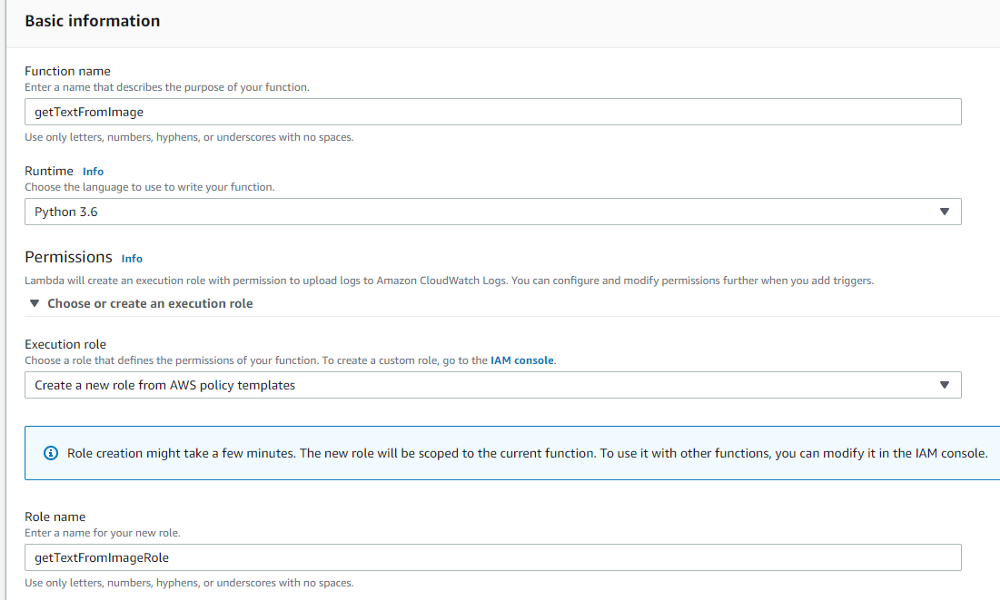 Basic information
Function name
Enter a name that describes the purpose of your function.
getTextFromImage
Use only letters, numbers, hyphens, or underscores with no spaces.
Runtime Info
Choose the language to use to write your function.
Python 3.6
Permissions Info
Lambda will create an execution role with permission to upload logs to Amazon CloudWatch Logs. You can configure and modify permissions further when you add triggers.
Choose or create an execution role
Execution role
Choose a role that defines the permissions of your function. To create a custom role, go to the IAM console.
Create a new role from AWS policy templates
Role creation might take a few minutes. The new role will be scoped to the current function. To use it with other functions, you can modify it in the IAM console.
Role name
Enter a name for your new role.
getTextFromImageRole
Use only letters, numbers, hyphens, or underscores with no spaces.